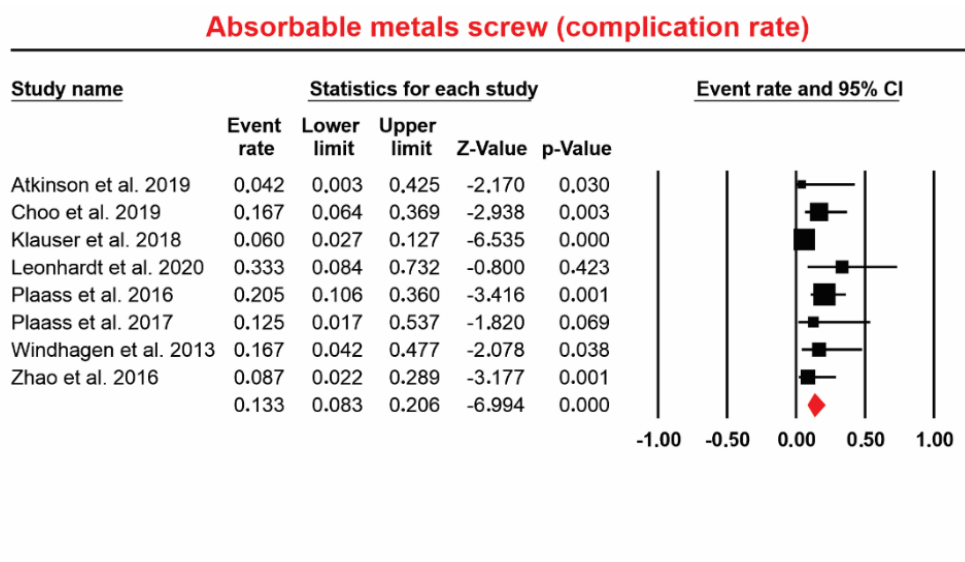 Absorbable metals screw (complication rate)
Study name Statistics for each study Event rate and 95% CI
Event rate Lower limit Upper limit Z-Value p-Value
Atkinson et al. 2019 0.042 0.003 0.425 -2.170 0.030
Choo et al. 2019 0.167 0.064 0.369 -2.938 0.003
Klauser et al. 2018 0.060 0.027 0.127 -6.535 0.000
Leonhardt et al. 2020 0.333 0.084 0.732 -0.800 0.423
Plaass et al. 2016 0.205 0.106 0.360 -3.416 0.001
Plaass et al. 2017 0.125 0.017 0.537 -1.820 0.069
Windhagen et al. 2013 0.167 0.042 0.477 -2.078 0.038
Zhao et al. 2016 0.087 0.022 0.289 -3.177 0.001
0.133 0.083 0.206 -6.994 0.000
-1.00 -0.50 0.00 0.50 1.00